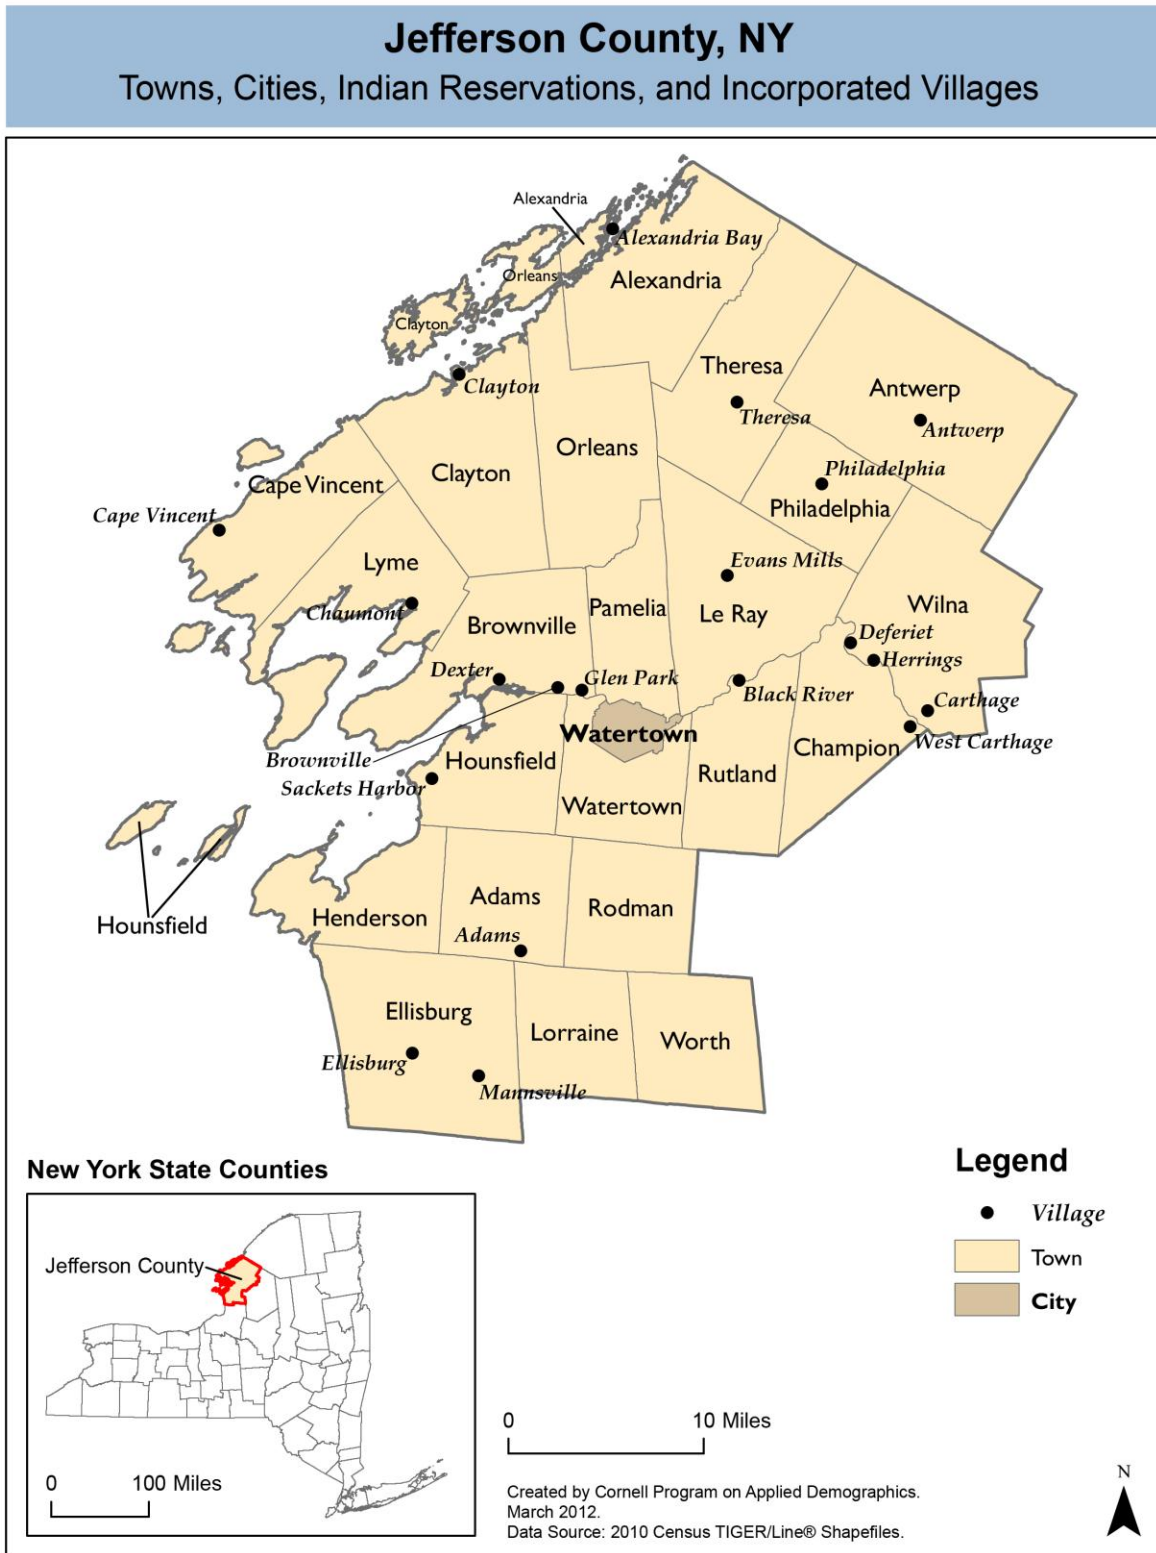 Jefferson County, NY
Towns, Cities, Indian Reservations, and Incorporated Villages
Alexandria
Alexandria Bay
Orleans
Alexandria
Clayton
Theresa
Clayton
Antwerp
Theresa
Antwerp
Orleans
Clayton
Philadelphia
Cape Vincent
Philadelphia
Cape Vincent
Evans Mills
Lyme
Wilna
Chaumont
Pamelia
Le Ray
Brownville
Deferiet
Herrings
Dexter
Glen Park
Black River
Carthage
Watertown
West Carthage
Champion
Brownville
Hounsfield
Rutland
Sackets Harbor
Watertown
Adams
Rodman
Henderson
Hounsfield
Adams
Ellisburg
Lorraine
Worth
Ellisburg
Mannsville
New York State Counties
Jefferson County
0 100 Miles
Legend
Village
Town
City
0 10 Miles
Created by Cornell Program on Applied Demographics.
March 2012.
Data Source: 2010 Census TIGER/Line® Shapefiles.
N